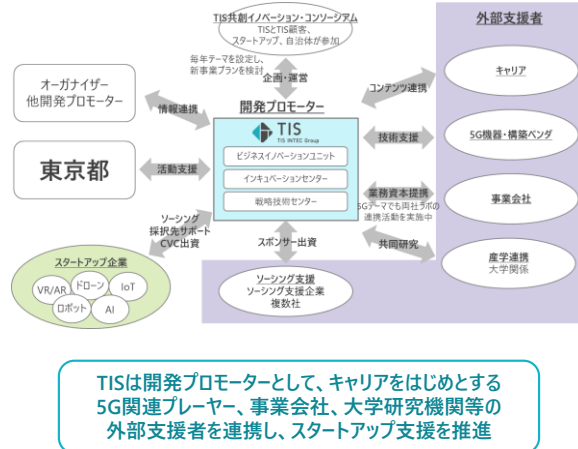 TIS共創イノベーション・コンソーシアム
TISとTIS顧客、
スタートアップ、自治体が参加
毎年テーマを設定し、
新事業プランを検討
企画・運営
外部支援者
オーガナイザー
他開発プロモーター
情報連携
開発プロモーター
TIS
TIS INTEC Group
ビジネスイノベーションユニット
インキュベーションセンター
戦略技術センター
コンテンツ連携
キャリア
技術支援
5G機器・構築ベンダ
東京都
活動支援
業務資本提携
5Gテーマでも両社ラボの
連携活動を実施中
事業会社
ソーシング
採択先サポート
CVC出資
スポンサー出資
共同研究
産学連携
大学関係
スタートアップ企業
VR/AR
ドローン
IoT
ロボット
AI
ソーシング支援
ソーシング支援企業
複数社
TISは開発プロモーターとして、キャリアをはじめとする
5G関連プレーヤー、事業会社、大学研究機関等の
外部支援者を連携し、スタートアップ支援を推進